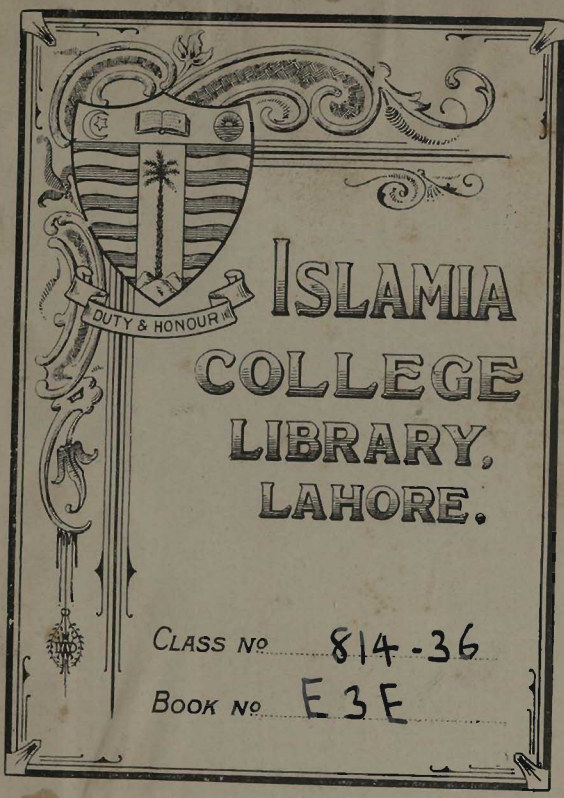 DUTY & HONOUR
ISLAMIA
COLLEGE
LIBRARY,
LAHORE.
CLASS Nº 814-36
BOOK Nº E3E